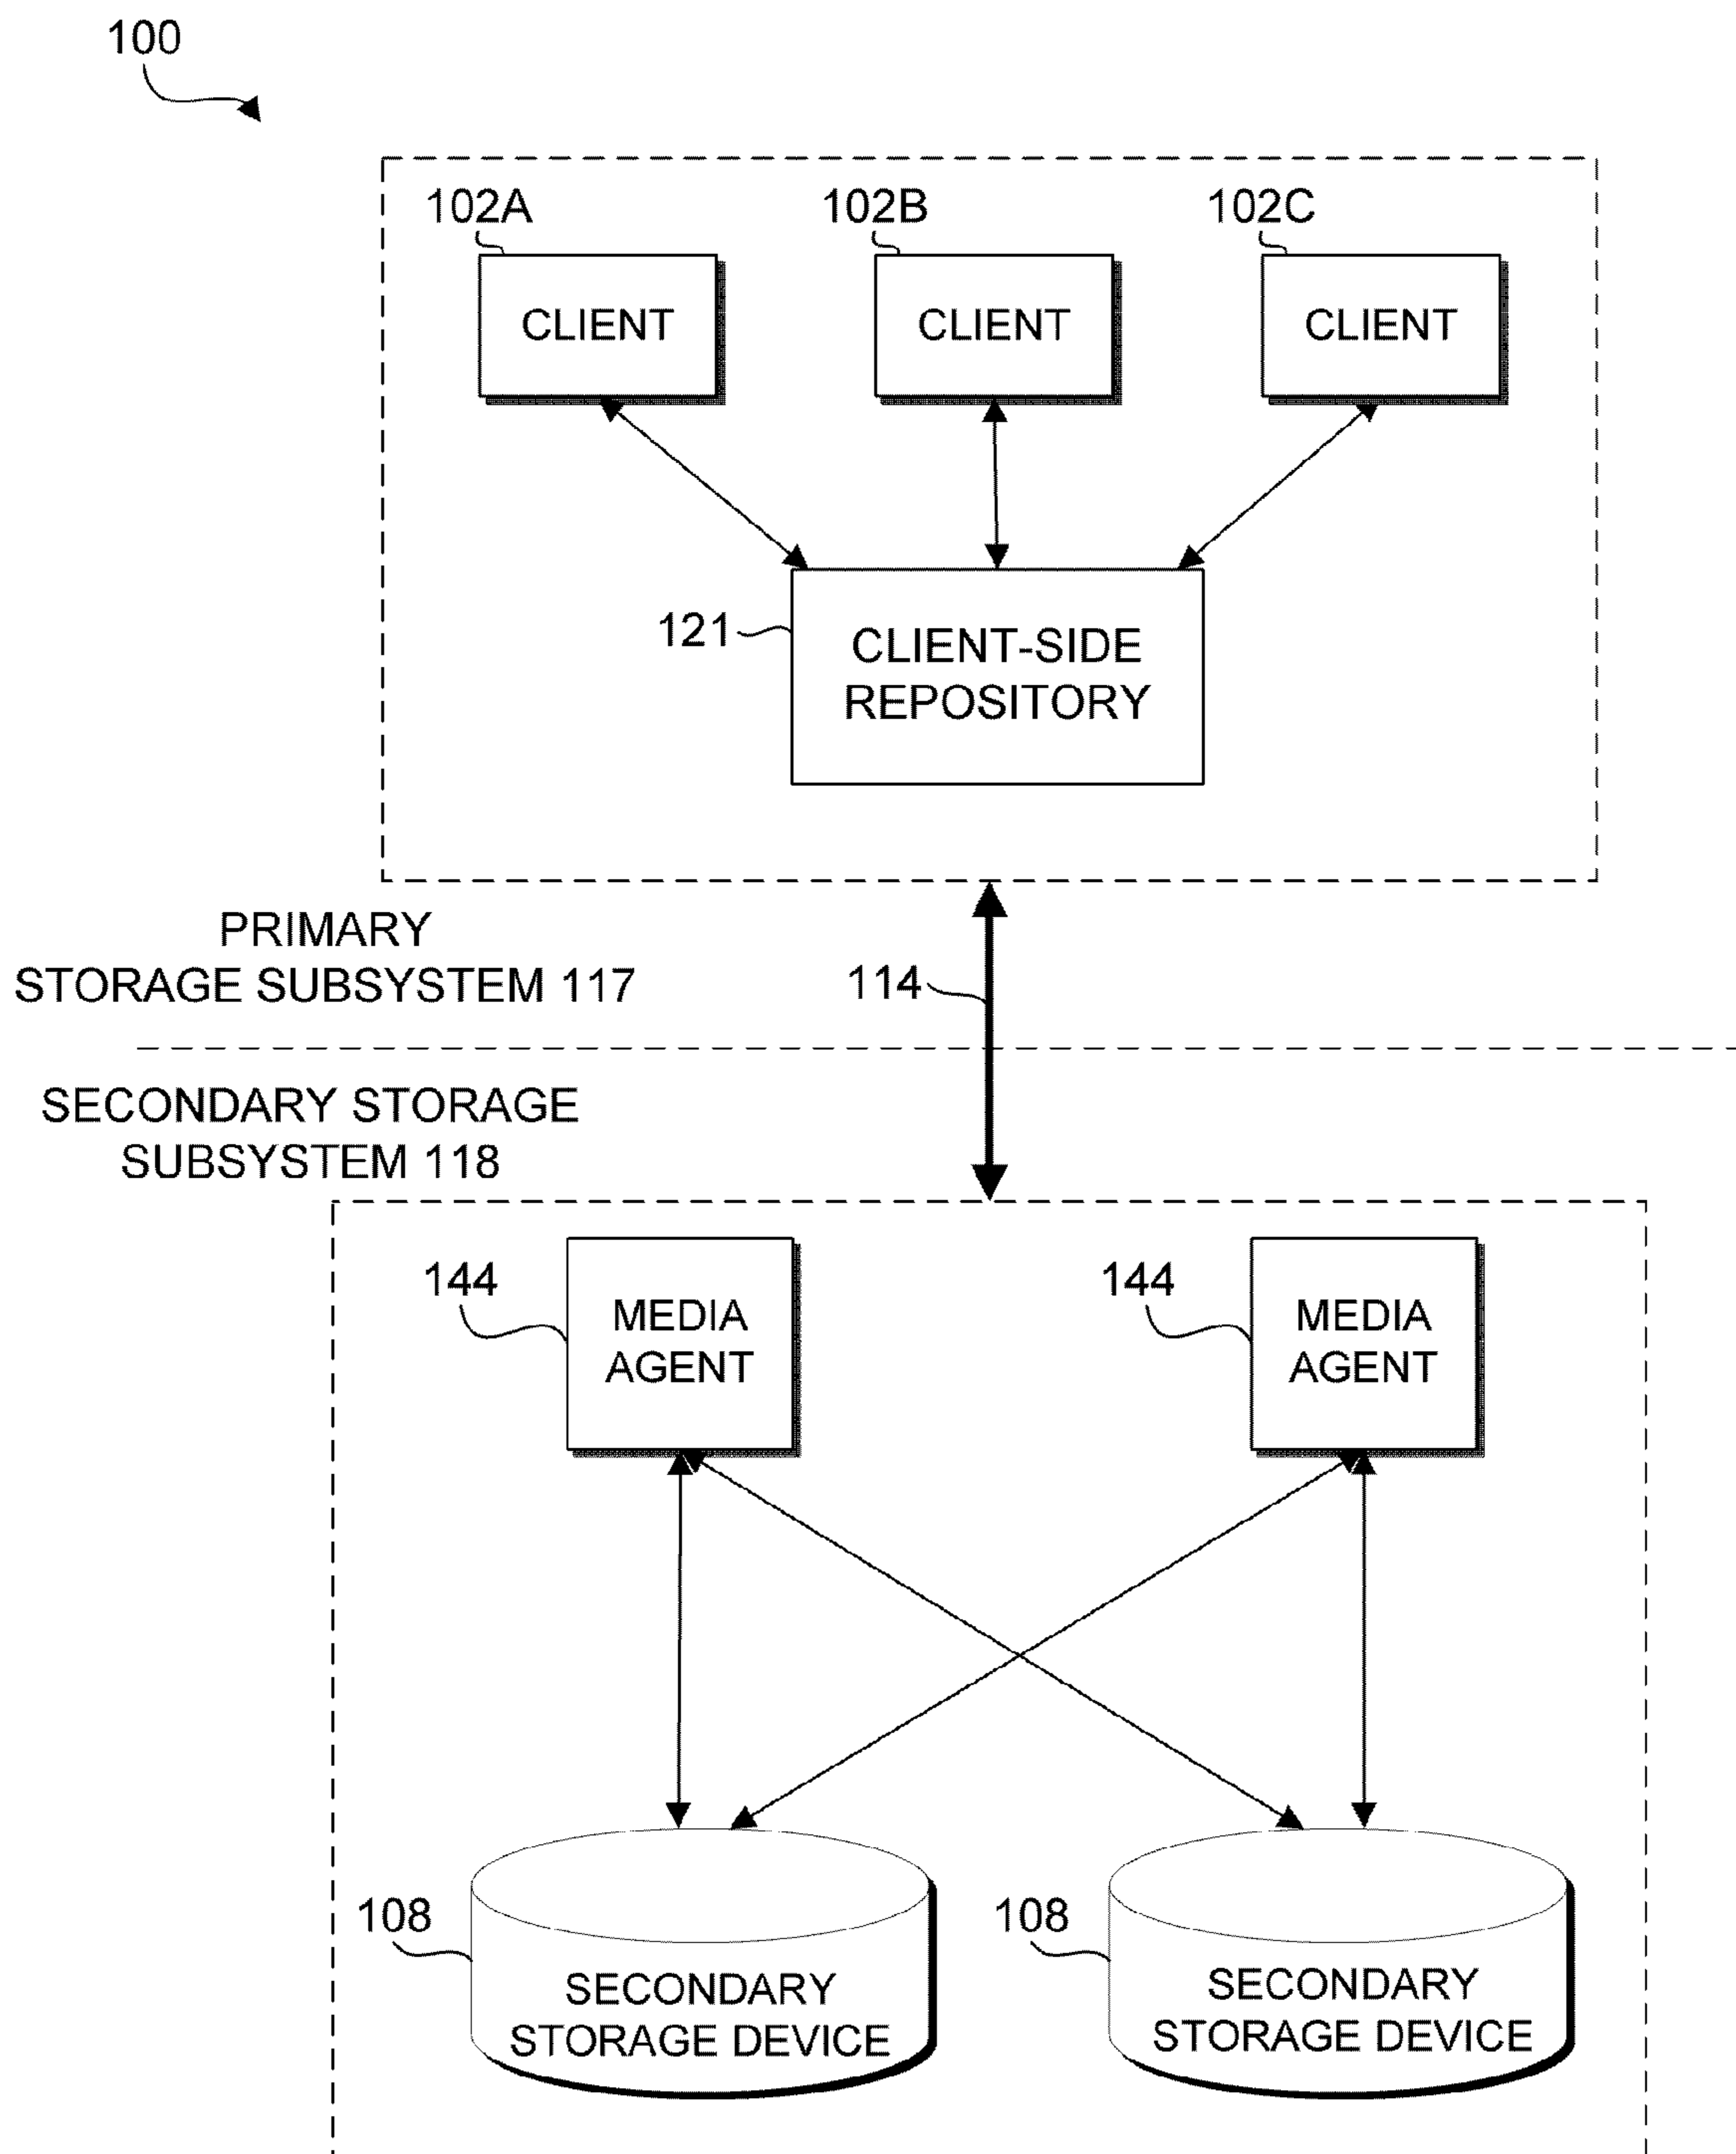 100
102A
102B
102C
CLIENT
CLIENT
CLIENT
121
CLIENT-SIDE
REPOSITORY
PRIMARY
STORAGE SUBSYSTEM 117
114
SECONDARY STORAGE
SUBSYSTEM 118
144
MEDIA
AGENT
144
MEDIA
AGENT
108
SECONDARY
STORAGE DEVICE
108
SECONDARY
STORAGE DEVICE